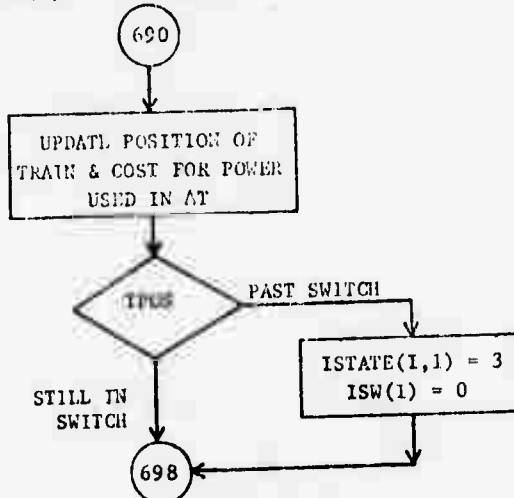 690
UPDATE POSITION OF
TRAIN & COST FOR POWER
USED IN ΔT
TPOS
PAST SWITCH
ISTATE(I,1) = 3
ISW(1) = 0
STILL IN
SWITCH
698